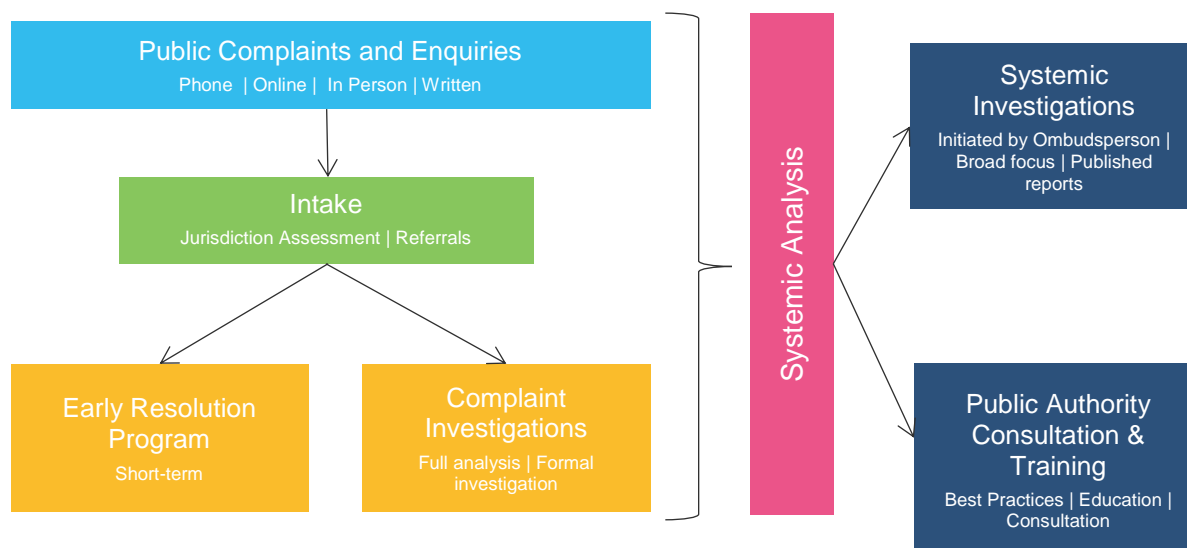 Public Complaints and Enquiries
Phone | Online | In Person | Written
Intake
Jurisdiction Assessment | Referrals
Early Resolution
Program
Short-term
Complaint
Investigations
Full analysis | Formal
investigation
Systemic Analysis
Systemic
Investigations
Initiated by Ombudsperson |
Broad focus | Published
reports
Public Authority
Consultation &
Training
Best Practices | Education |
Consultation